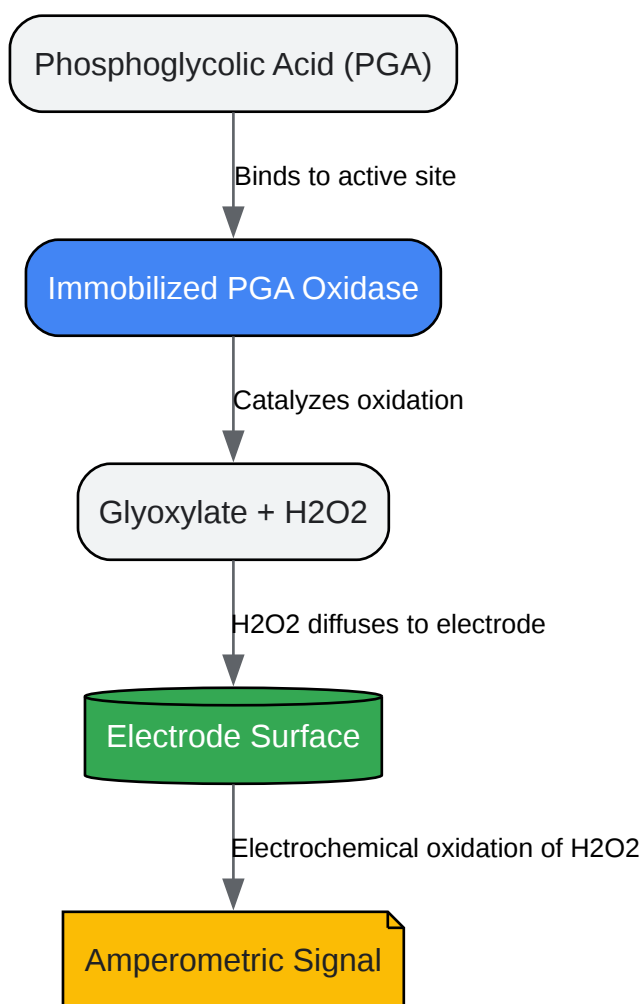 Phosphoglycolic Acid (PGA)
Binds to active site
Immobilized PGA Oxidase
Catalyzes oxidation
Glyoxylate + H2O2
H2O2 diffuses to electrode
Electrode Surface
Electrochemical oxidation of H2O2
Amperometric Signal